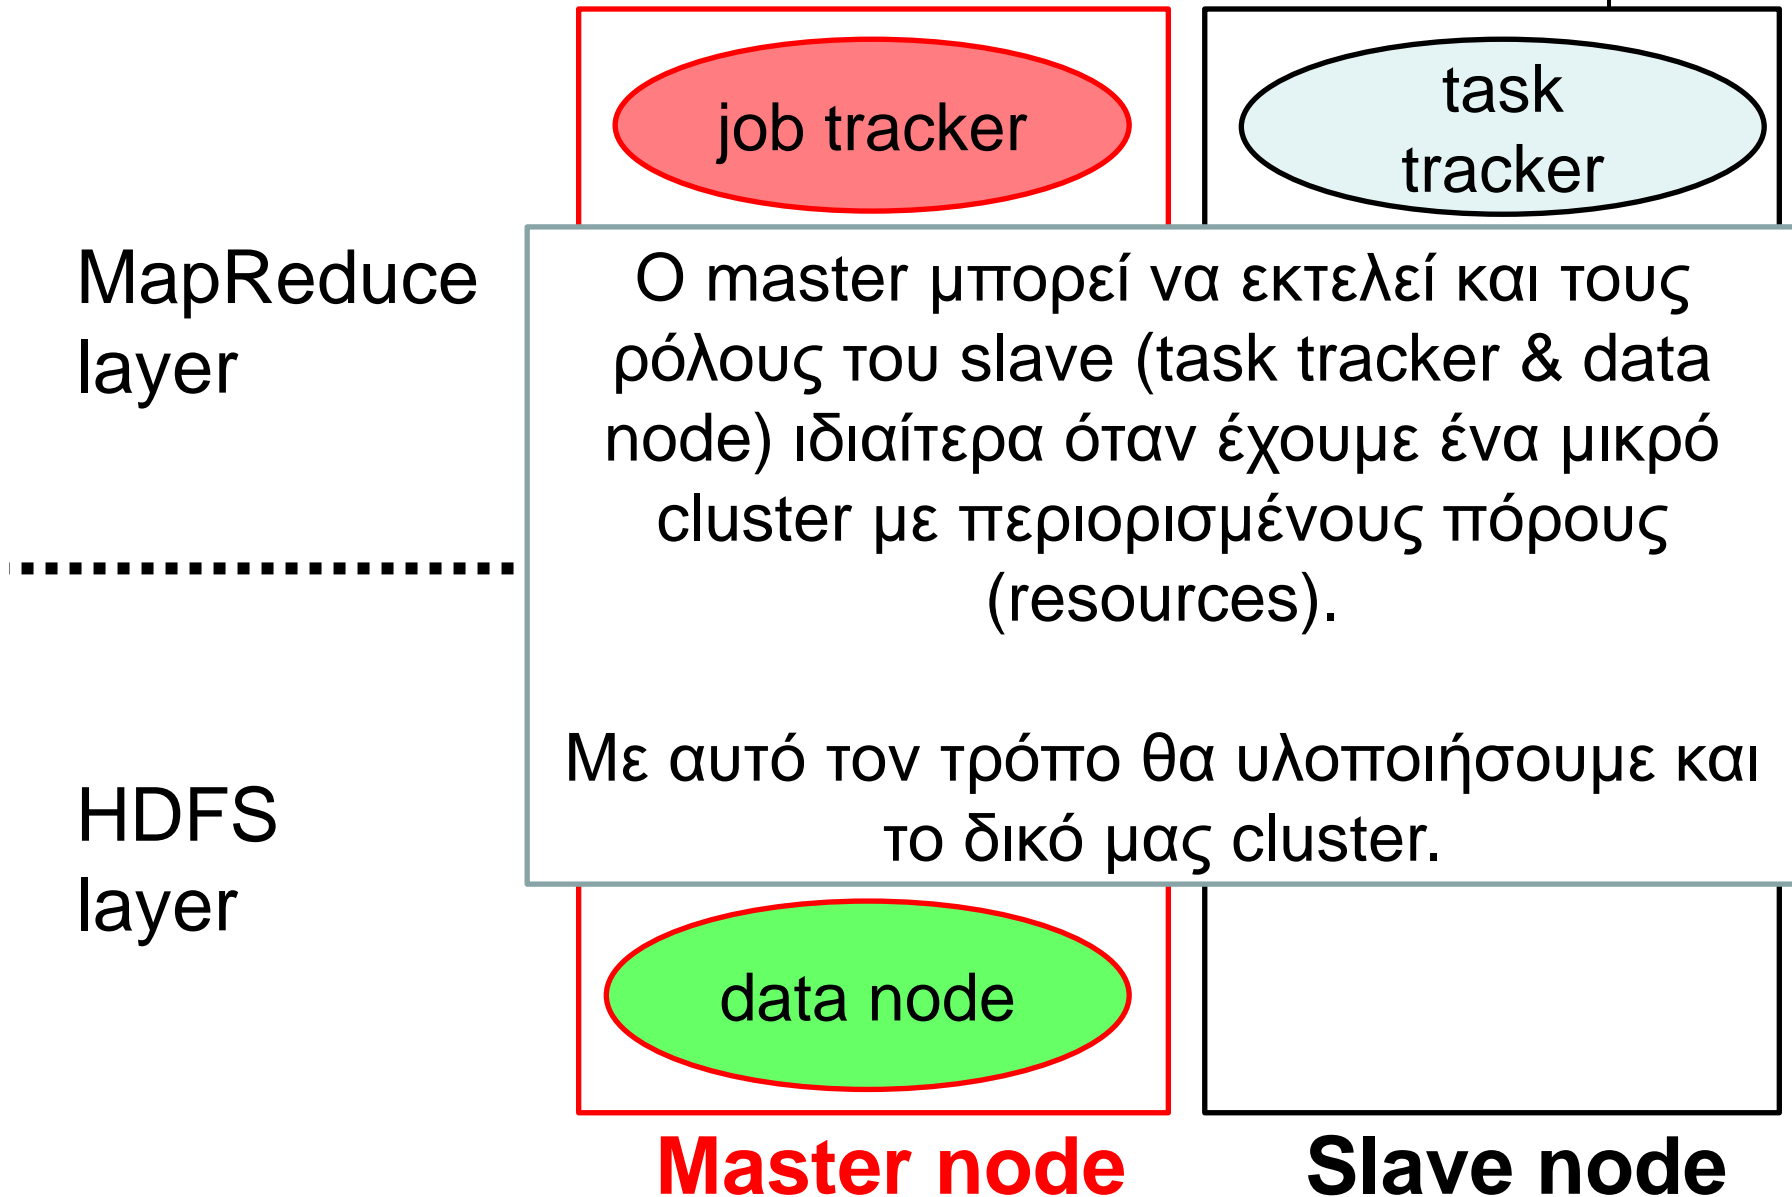 job tracker
task
tracker
MapReduce
layer
Ο master μπορεί να εκτελεί και τους
ρόλους του slave (task tracker & data
node) ιδιαίτερα όταν έχουμε ένα μικρό
cluster με περιορισμένους πόρους
(resources).
Με αυτό τον τρόπο θα υλοποιήσουμε και
το δικό μας cluster.
HDFS
layer
data node
Master node
Slave node